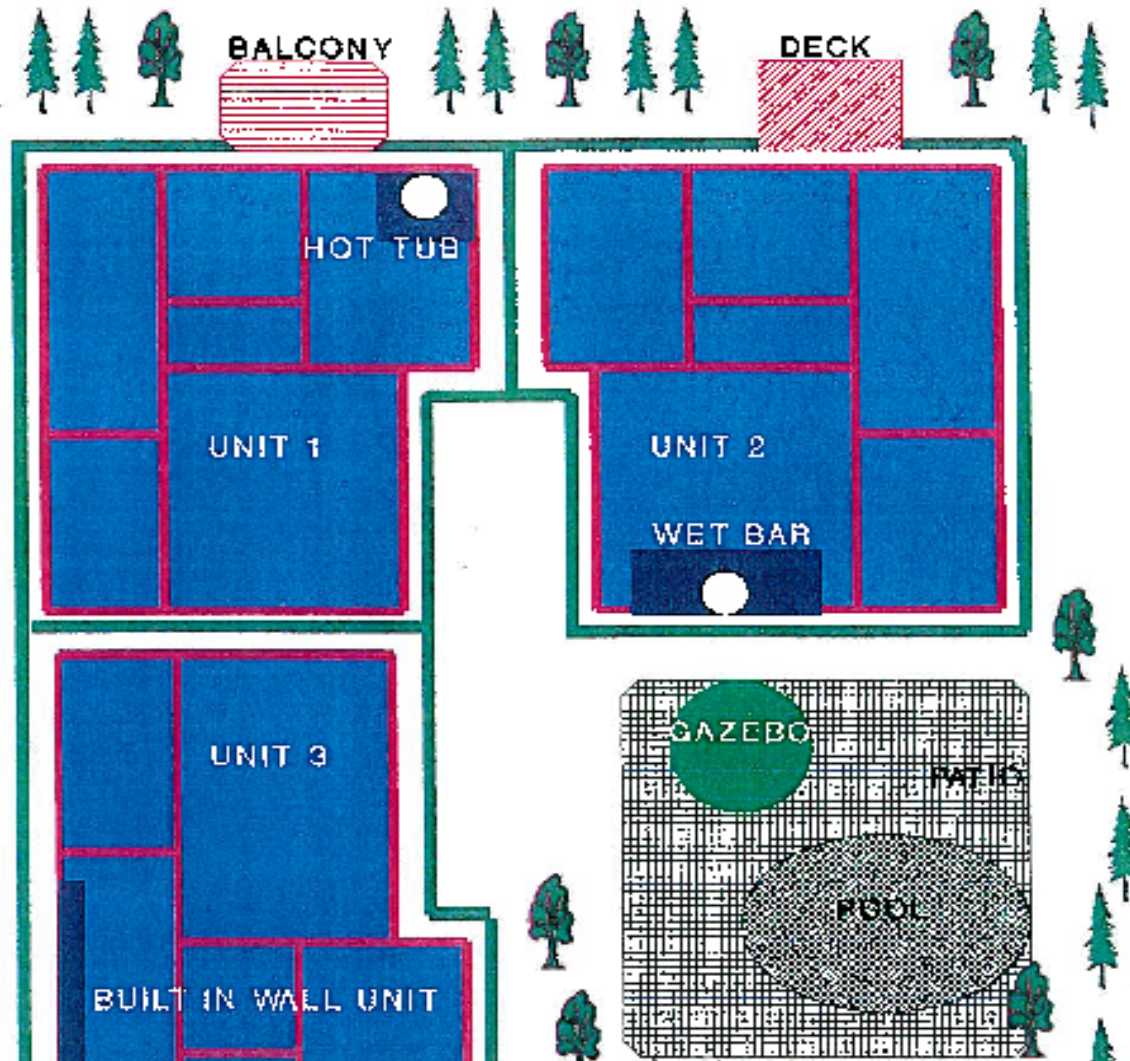 BALCONY
DECK
HOT TUB
UNIT 1
UNIT 2
WET BAR
UNIT 3
GAZEBO
PATIO
POOL
BUILT IN WALL UNIT